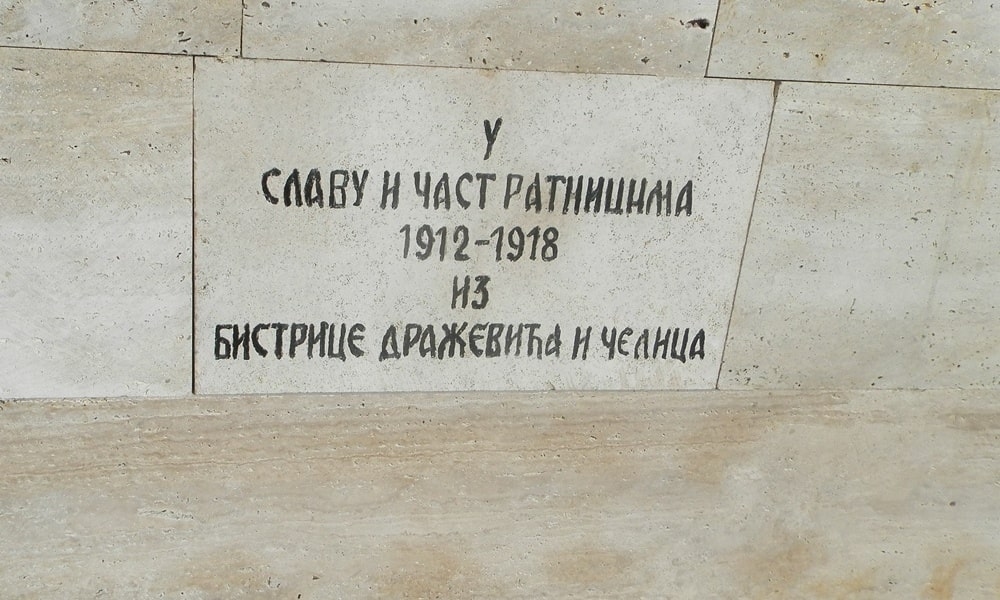 У
СЛАВУ И ЧАСТ РАТНИЦИМА
1912-1918
ИЗ
БИСТРИЦЕ ДРАЖЕВИЋА И ЧЕЛИЦА